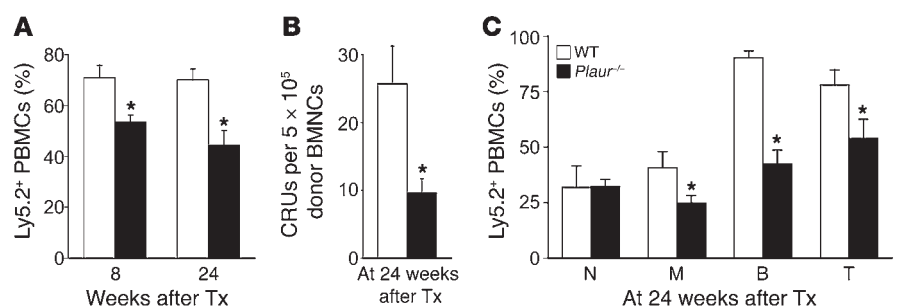 A
Ly5.2⁺ PBMCs (%)
80
60
40
20
0
*
*
8
24
Weeks after Tx
B
CRUs per 5 × 10⁵
donor BMNCs
30
20
10
0
*
At 24 weeks
after Tx
C
Ly5.2⁺ PBMCs (%)
100
75
50
25
0
WT
Plaur⁻/⁻
*
*
*
N
M
B
T
At 24 weeks after Tx